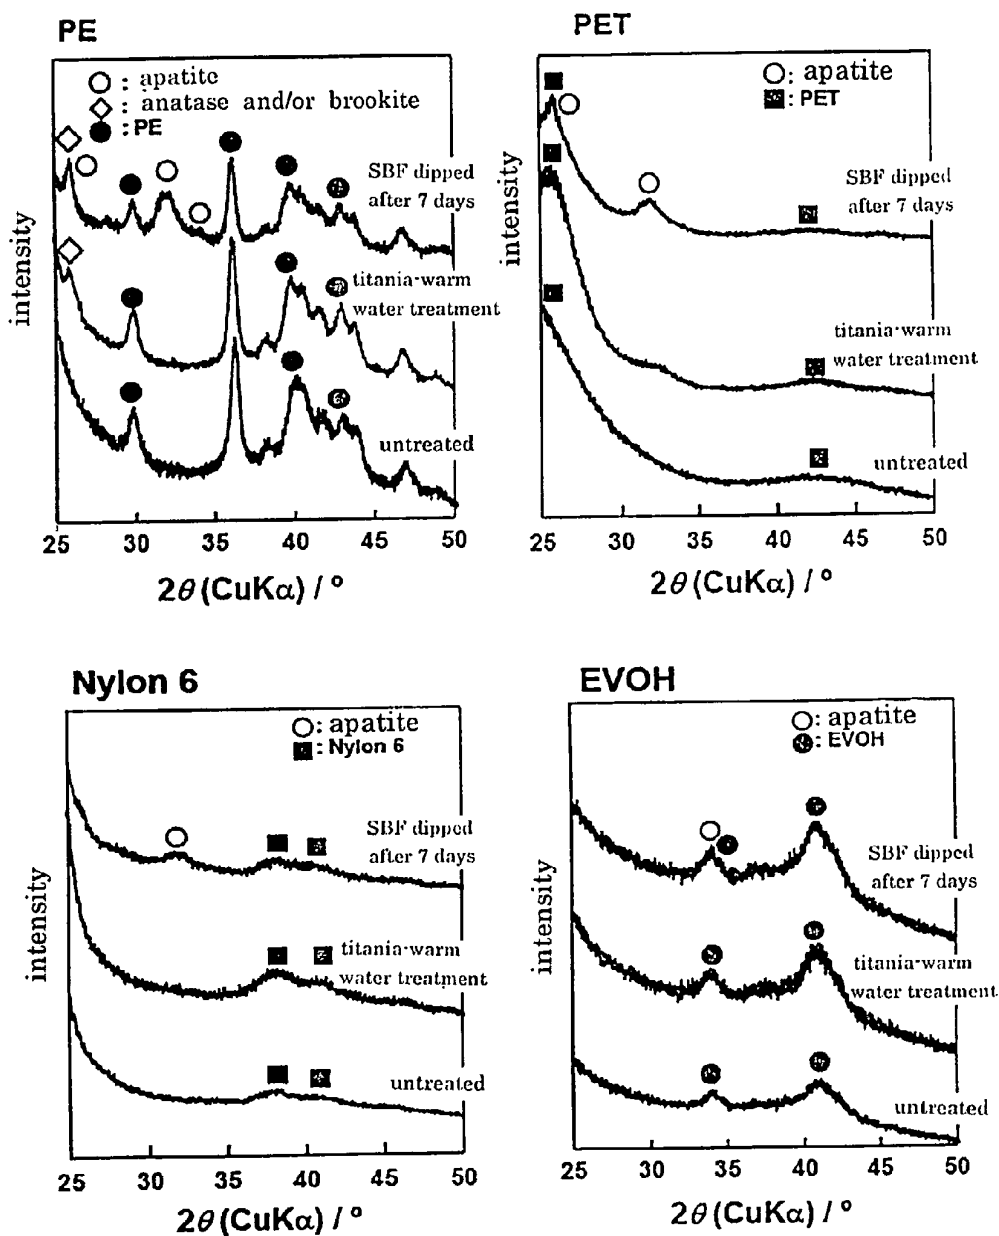 PE
○ : apatite
◇ : anatase and/or brookite
● : PE
SBF dipped
after 7 days
titania-warm
water treatment
untreated
intensity
25 30 35 40 45 50
2θ (CuKα) / °
PET
○: apatite
■: PET
SBF dipped
after 7 days
titania-warm
water treatment
untreated
intensity
25 30 35 40 45 50
2θ (CuKα) / °
Nylon 6
○: apatite
■: Nylon 6
SBF dipped
after 7 days
titania-warm
water treatment
untreated
intensity
25 30 35 40 45 50
2θ (CuKα) / °
EVOH
○: apatite
●: EVOH
SBF dipped
after 7 days
titania-warm
water treatment
untreated
intensity
25 30 35 40 45 50
2θ (CuKα) / °